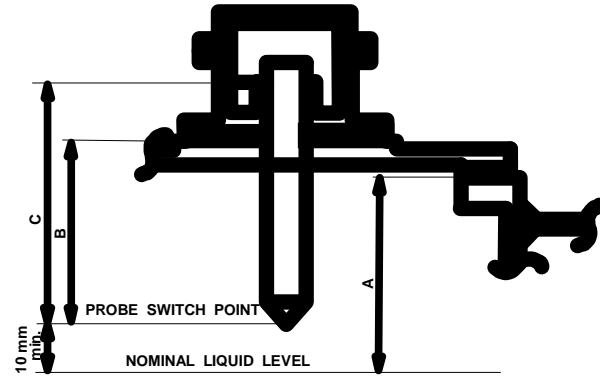 C
B
A
PROBE SWITCH POINT
10 mm
min.
NOMINAL LIQUID LEVEL